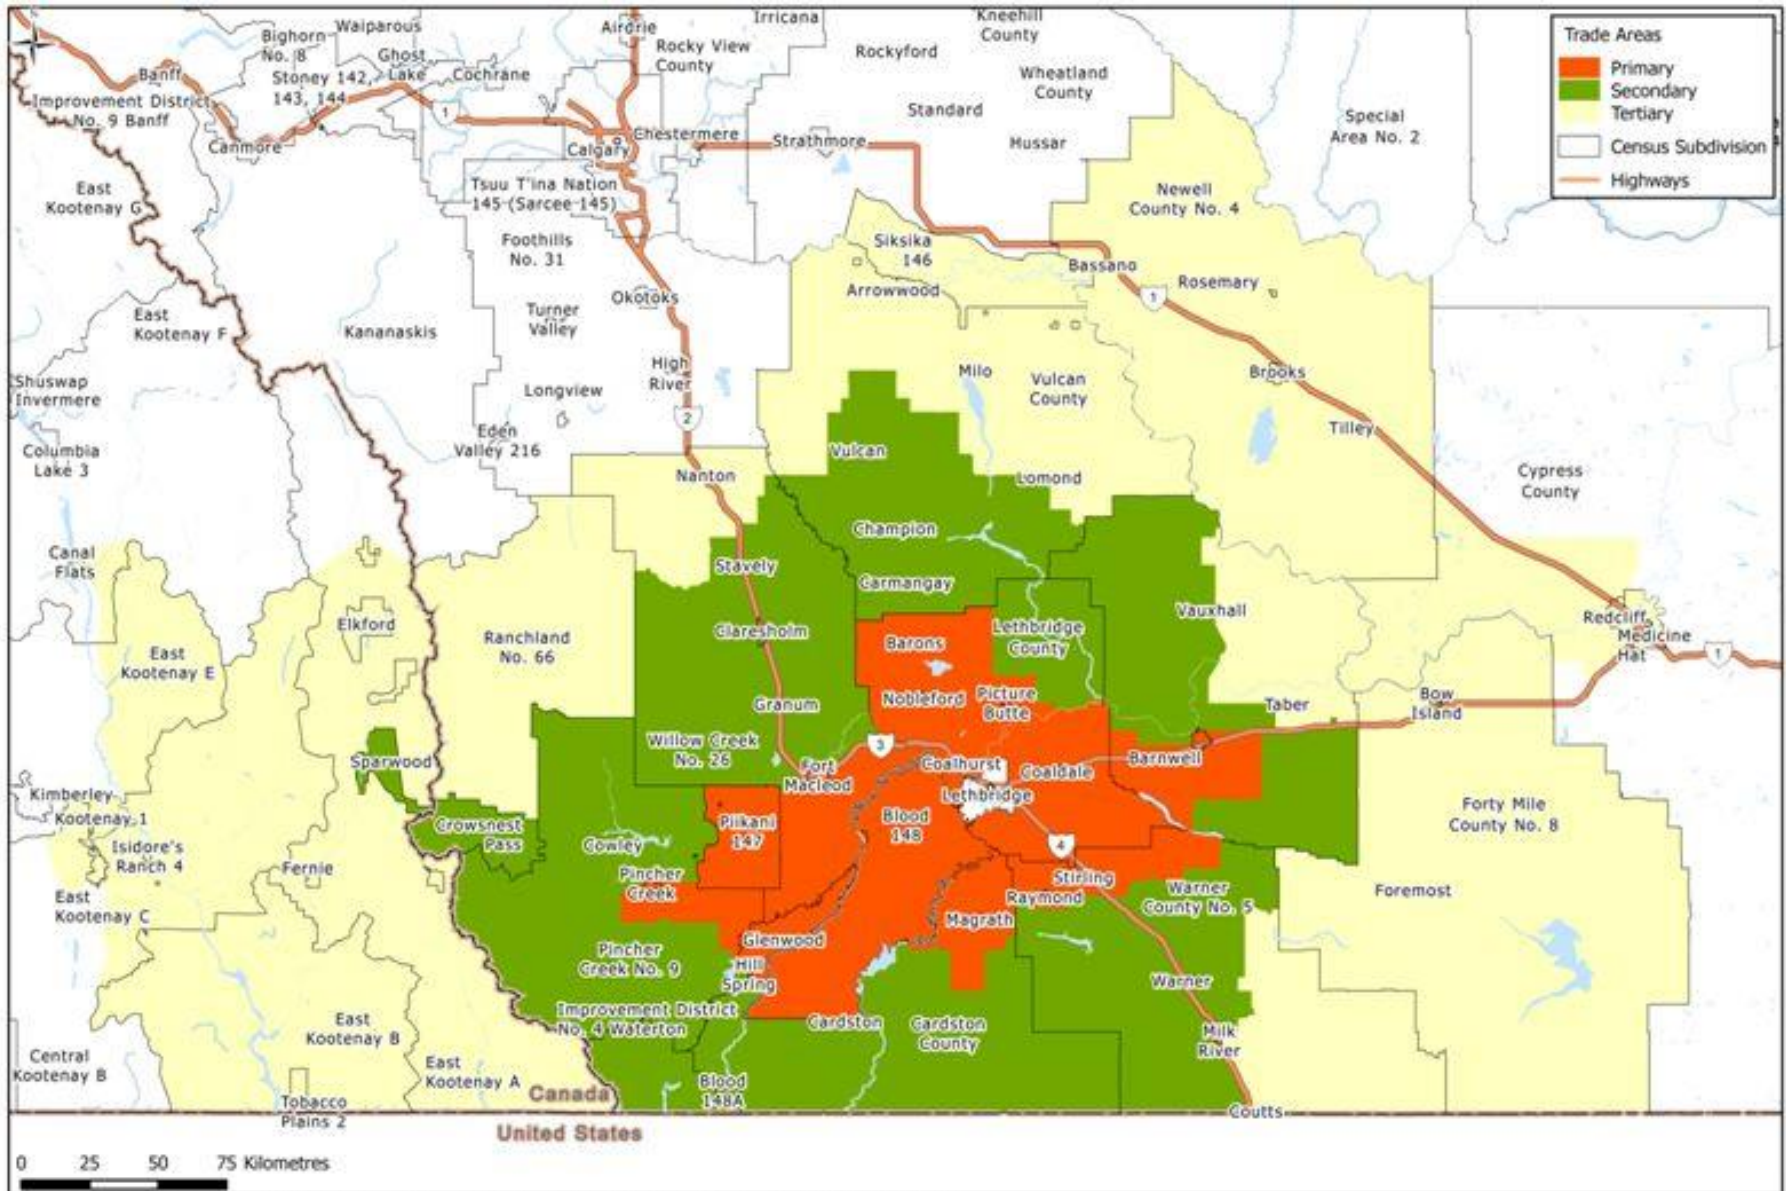 Waiparous
Bighorn
No. 8
Ghost
Lake
Stoney 142,
143, 144
Cochrane
Airdrie
Irricana
Kneehill
County
Rocky View
County
Rockyford
Wheatland
County
Standard
Hussar
Special
Area No. 2
Trade Areas
Primary
Secondary
Tertiary
Census Subdivision
Highways
Banff
Improvement District
No. 9 Banff
Canmore
1
Calgary
Chestermere
Strathmore
East
Kootenay G
Tsuu T'ina Nation
145 (Sarcee 145)
Foothills
No. 31
Siksika
146
Newell
County No. 4
Bassano
Rosemary
1
Arrowwood
Okotoks
Turner
Valley
East
Kootenay F
Kananaskis
High
River
Longview
2
Milo
Vulcan
County
Brooks
Tilley
Shuswap
Invermere
Columbia
Lake 3
Eden
Valley 216
Nanton
Vulcan
Lomond
Cypress
County
Champion
Canal
Flats
Stavely
Carmangay
Vauxhall
Elkford
Ranchland
No. 66
Claresholm
Barons
Lethbridge
County
Redcliff
Medicine
Hat
1
East
Kootenay E
Granum
Nobleford
Picture
Butte
Taber
Bow
Island
Willow Creek
No. 26
3
Sparwood
Fort
Macleod
Coalhurst
Coaldale
Barnwell
Lethbridge
Kimberley
Kootenay 1
Isidore's
Ranch 4
Crowsnest
Pass
Cowley
Piikani
147
Blood
148
4
Forty Mile
County No. 8
Fernie
Pincher
Creek
Stirling
Raymond
Warner
County No. 5
Foremost
East
Kootenay C
Magrath
Glenwood
Pincher
Creek No. 9
Hill
Spring
Warner
Improvement District
No. 4 Waterton
Cardston
Cardston
County
Milk
River
East
Kootenay B
Central
Kootenay B
East
Kootenay A
Blood
148A
Canada
Tobacco
Plains 2
Coutts
United States
0 25 50 75 Kilometres